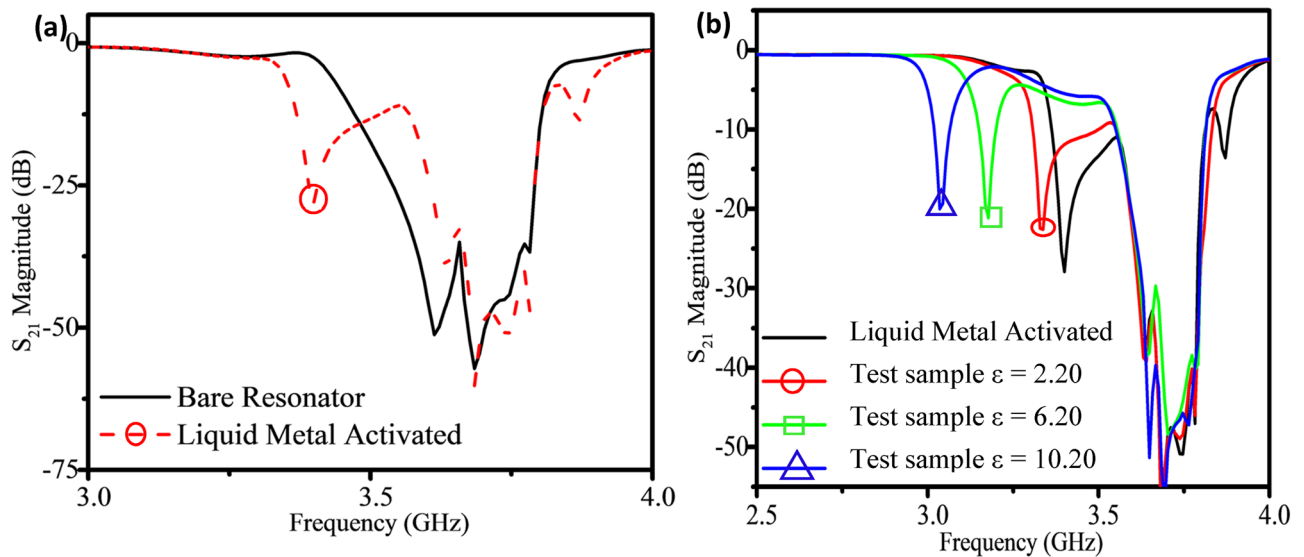 (a)
0
-25
-50
-75
S21 Magnitude (dB)
Bare Resonator
Liquid Metal Activated
3.0
3.5
4.0
Frequency (GHz)
(b)
0
-10
-20
-30
-40
-50
S21 Magnitude (dB)
Liquid Metal Activated
Test sample ε = 2.20
Test sample ε = 6.20
Test sample ε = 10.20
2.5
3.0
3.5
4.0
Frequency (GHz)